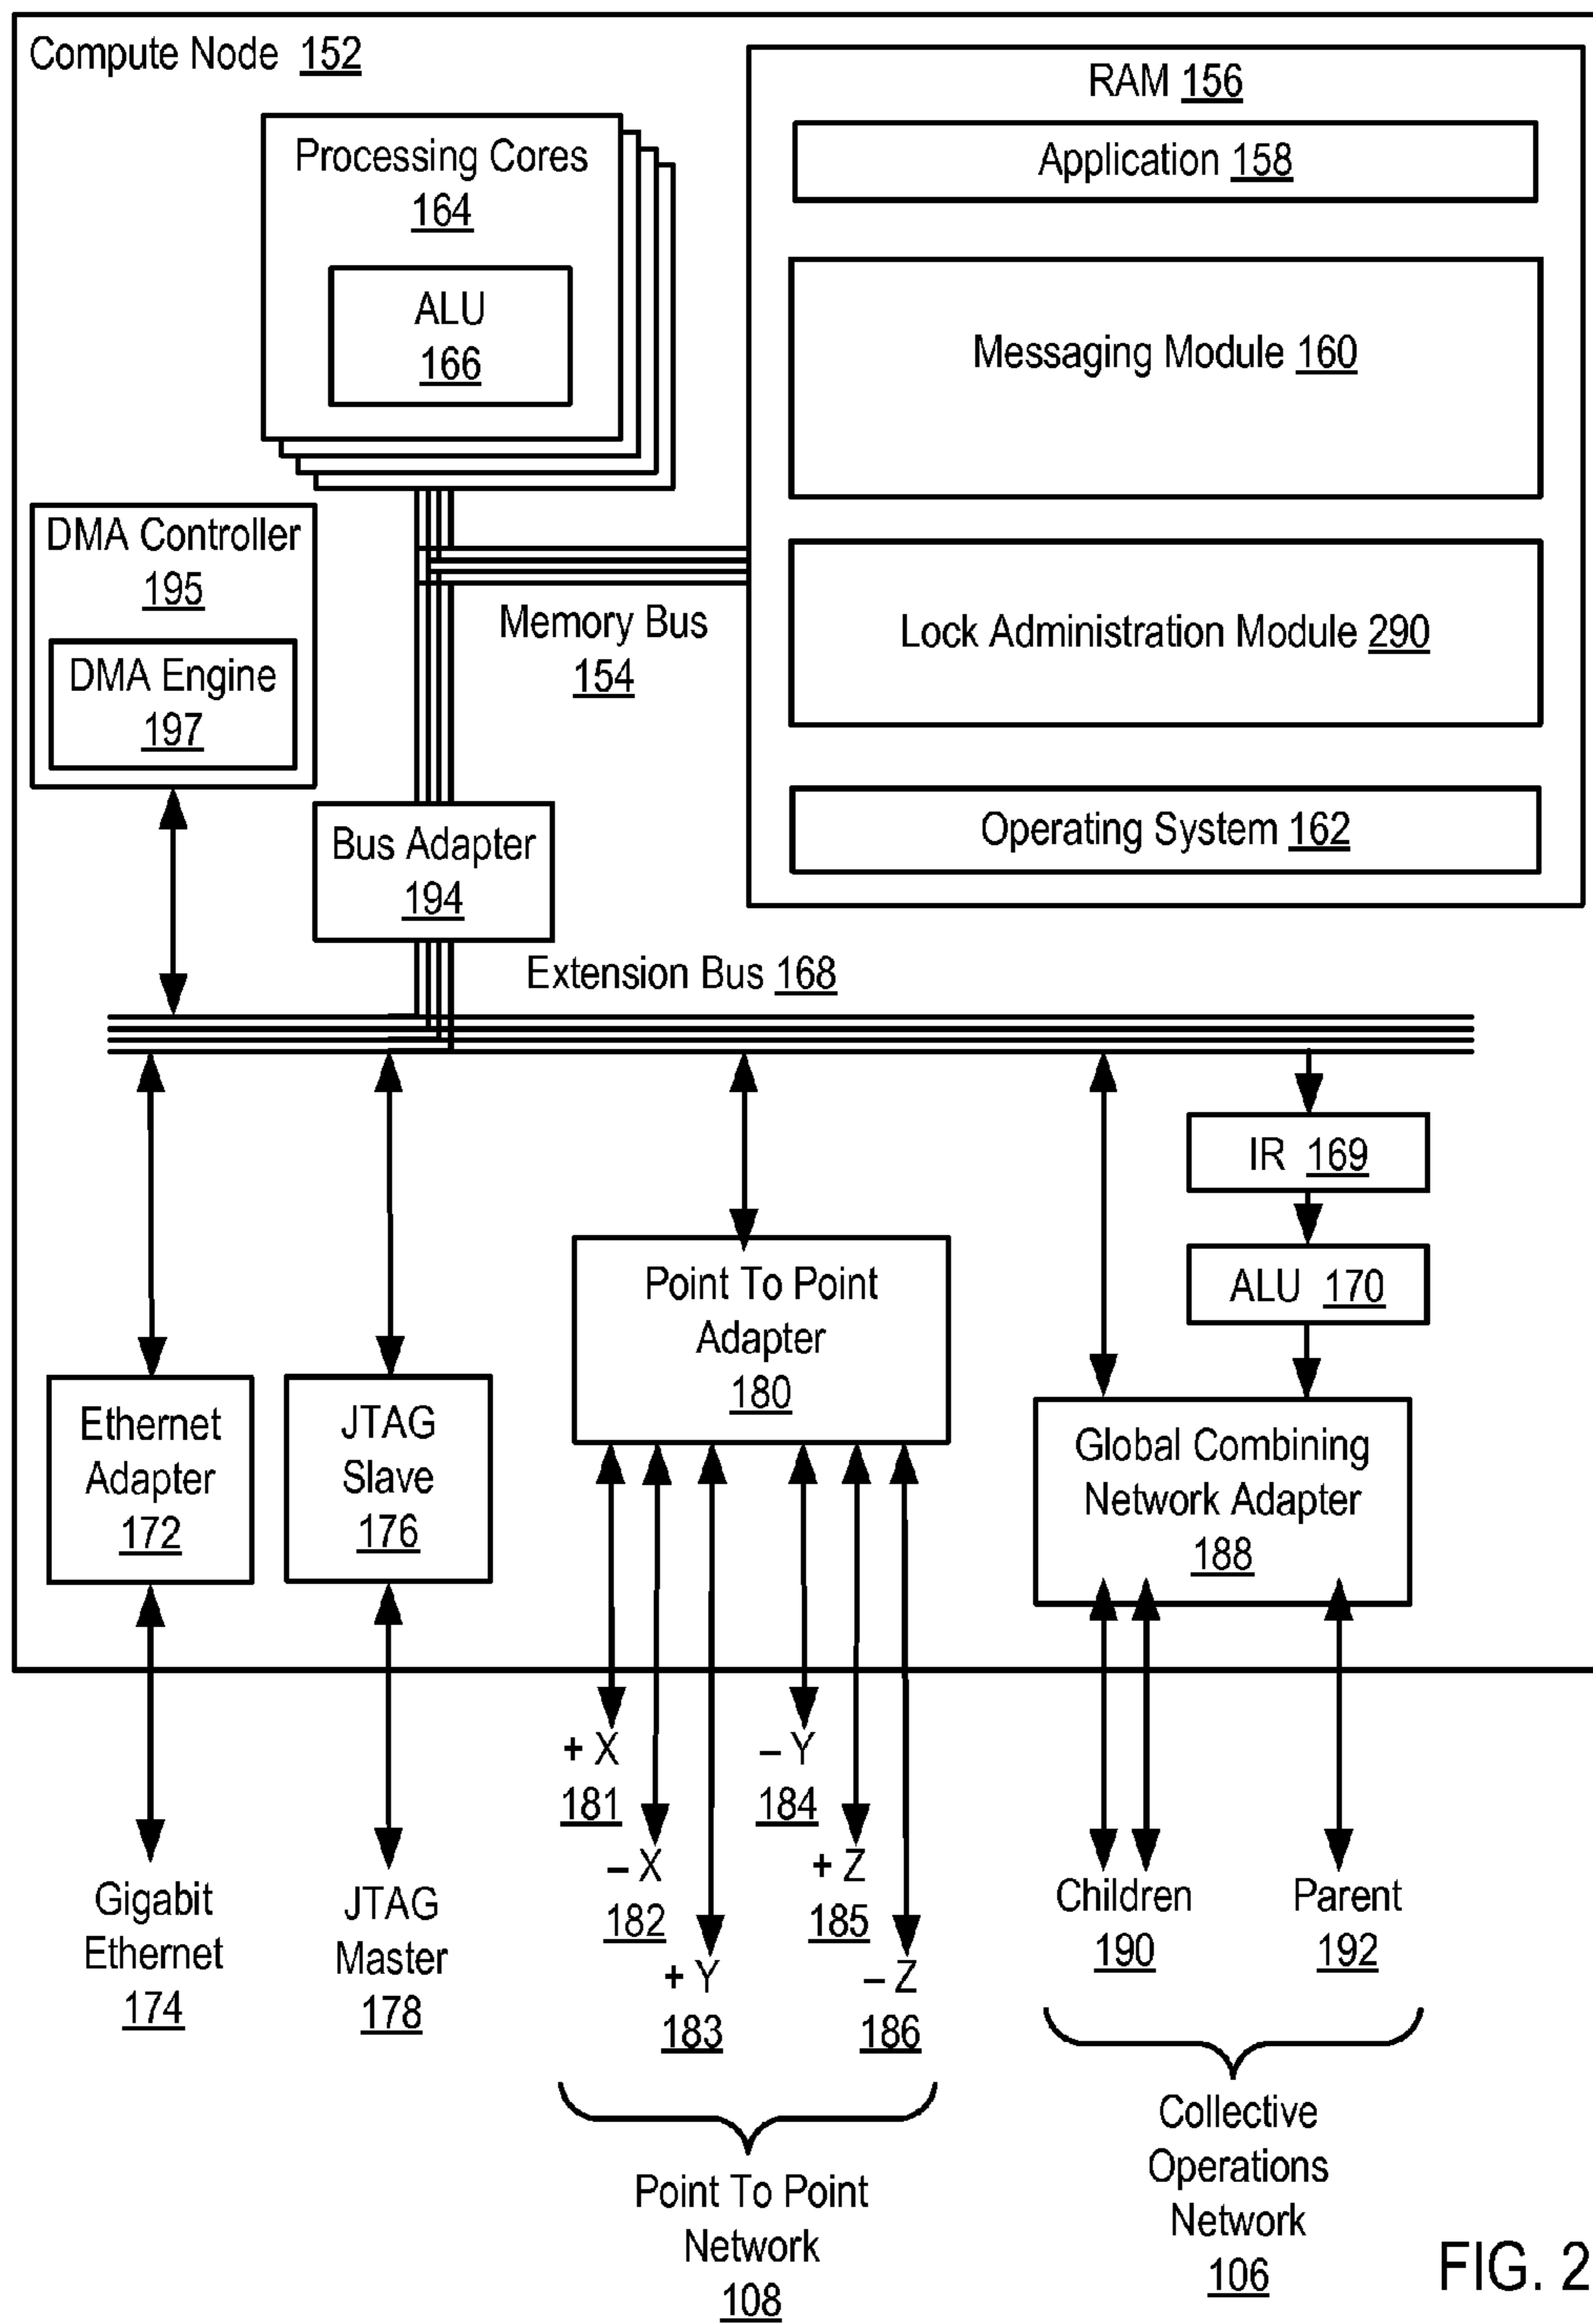 Compute Node 152
RAM 156
Application 158
Processing Cores
164
ALU
166
Messaging Module 160
DMA Controller
195
DMA Engine
197
Memory Bus
154
Lock Administration Module 290
Operating System 162
Bus Adapter
194
Extension Bus 168
IR 169
ALU 170
Point To Point
Adapter
180
Ethernet
Adapter
172
JTAG
Slave
176
Global Combining
Network Adapter
188
+ X
181
– X
182
+ Y
183
– Y
184
+ Z
185
– Z
186
Gigabit
Ethernet
174
JTAG
Master
178
Children
190
Parent
192
Point To Point
Network
108
Collective
Operations
Network
106
FIG. 2